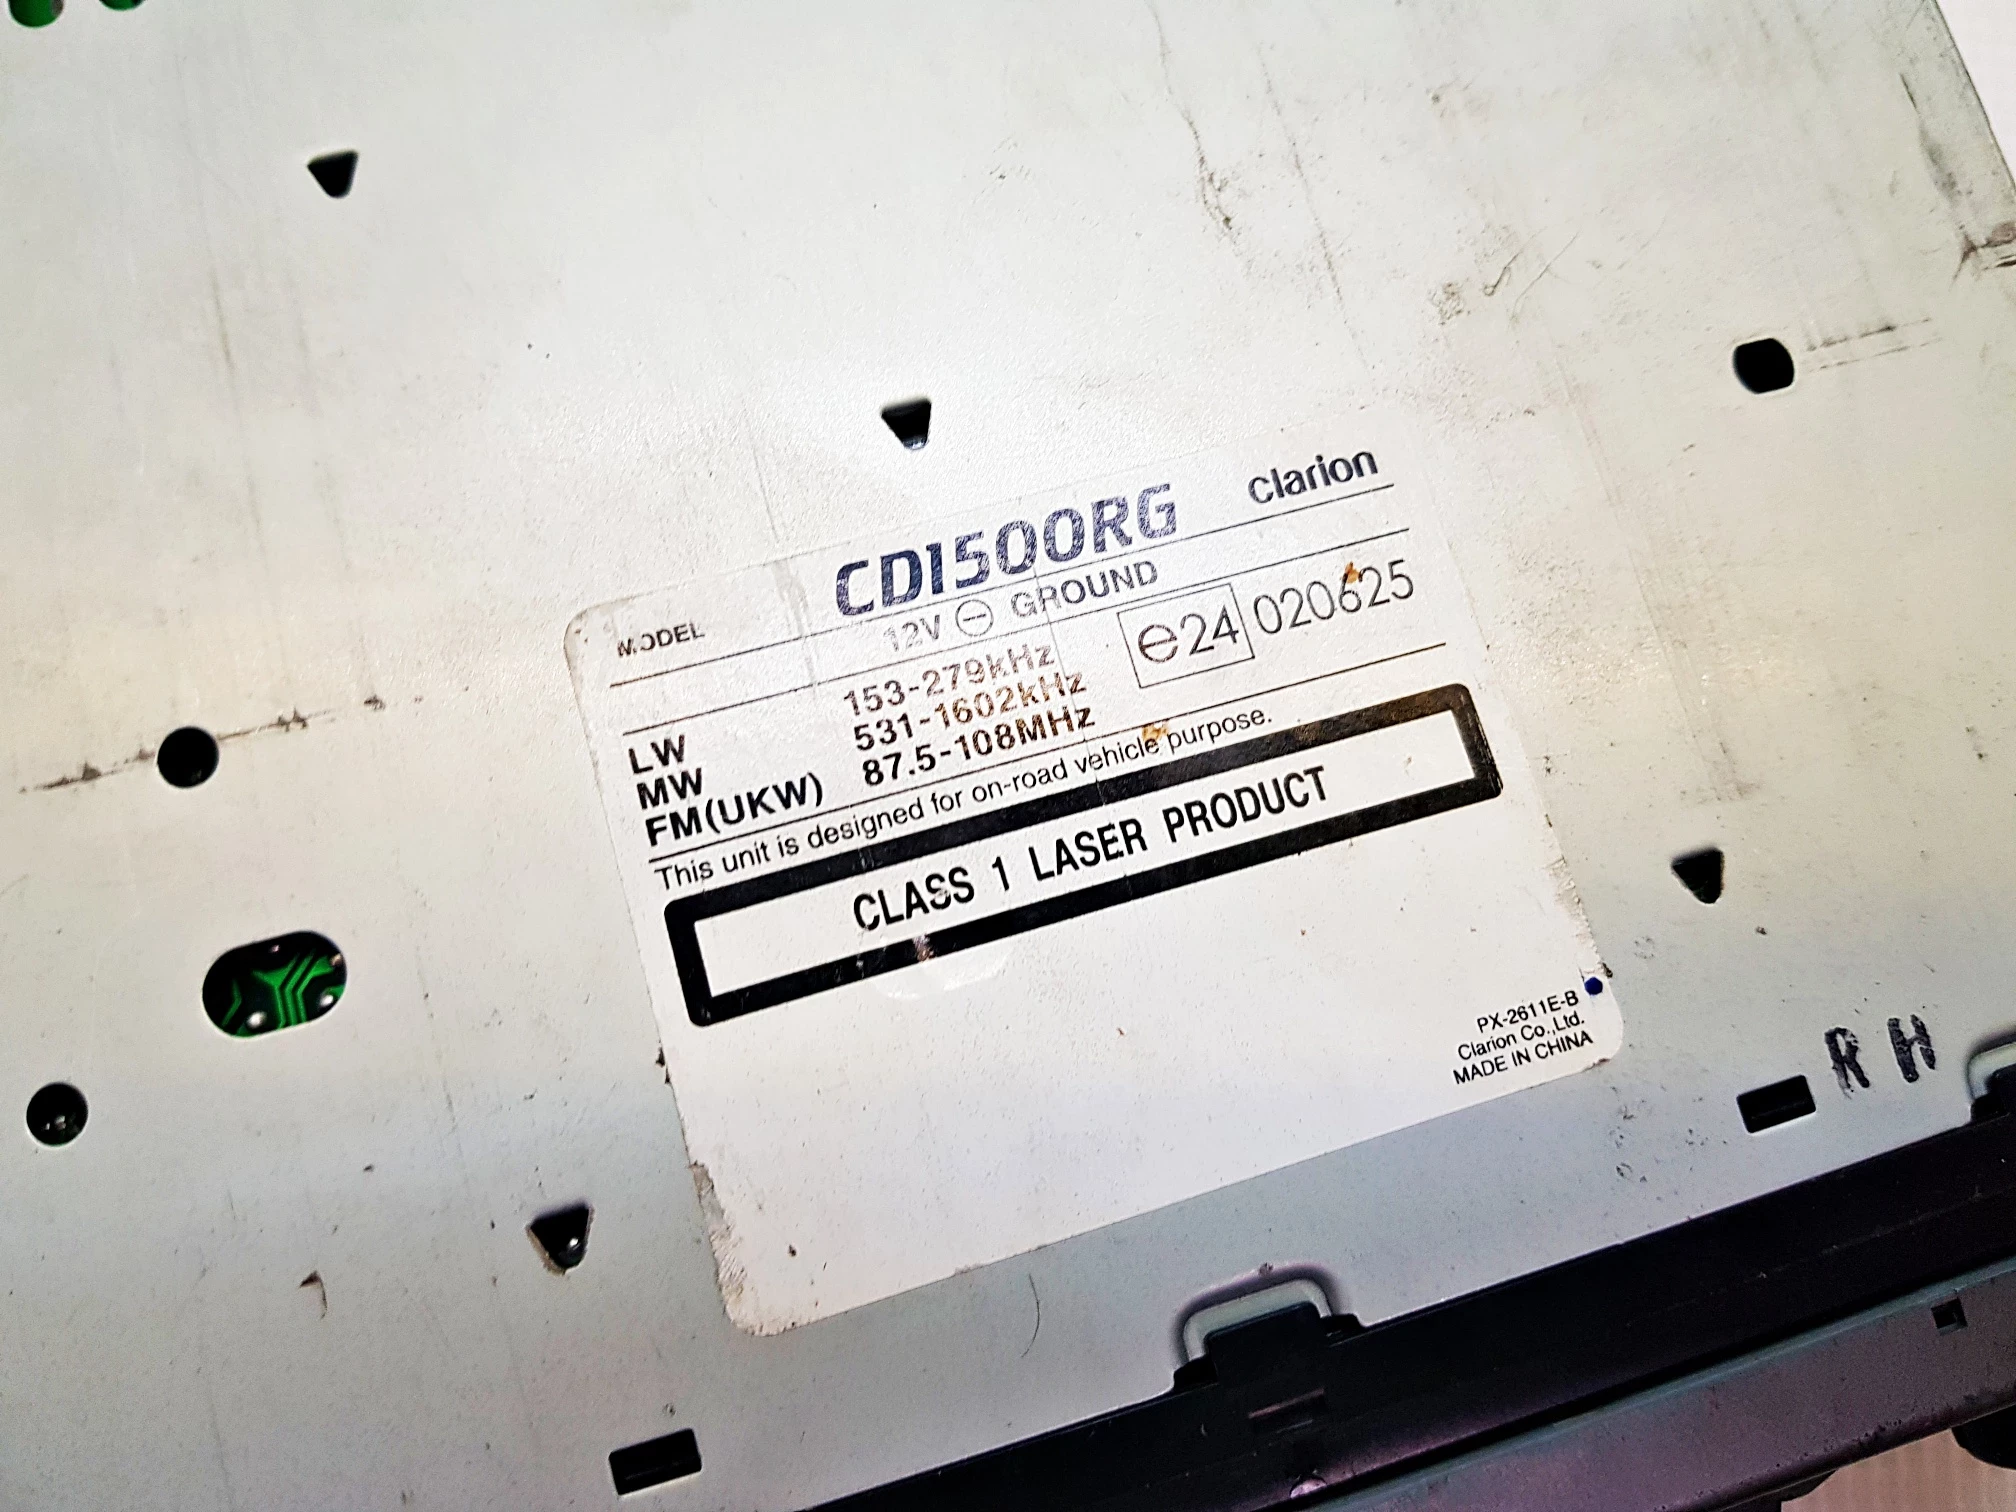 clarion
MODEL CD1500RG
12V ⊖ GROUND
LW 153-279kHz
MW 531-1602kHz
FM(UKW) 87.5-108MHz
e24 020625
This unit is designed for on-road vehicle purpose.
CLASS 1 LASER PRODUCT
PX-2611E-B
Clarion Co.,Ltd.
MADE IN CHINA
RH